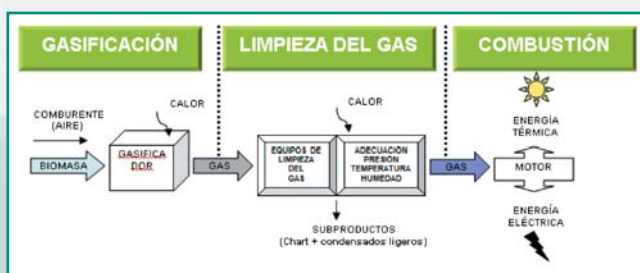 GASIFICACIÓN
LIMPIEZA DEL GAS
COMBUSTIÓN
COMBURENTE
(AIRE)
CALOR
BIOMASA
GASIFICA
DOR
GAS
CALOR
EQUIPOS DE
LIMPIEZA
DEL
GAS
ADECUACIÓN
PRESIÓN
TEMPERATURA
HUMEDAD
SUBPRODUCTOS
(Chart + condensados ligeros)
GAS
ENERGÍA
TÉRMICA
MOTOR
ENERGÍA
ELÉCTRICA